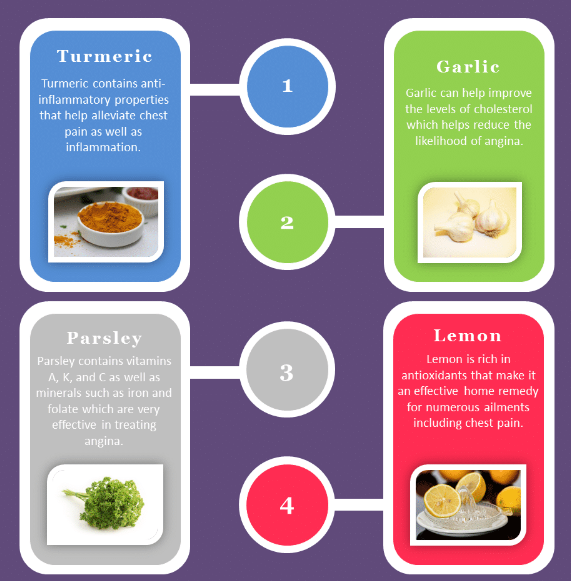 Turmeric
Turmeric contains anti-
inflammatory properties
that help alleviate chest
pain as well as
inflammation.
1
Garlic
Garlic can help improve
the levels of cholesterol
which helps reduce the
likelihood of angina.
2
Parsley
Parsley contains vitamins
A, K, and C as well as
minerals such as iron and
folate which are very
effective in treating
angina.
3
Lemon
Lemon is rich in
antioxidants that make it
an effective home remedy
for numerous ailments
including chest pain.
4